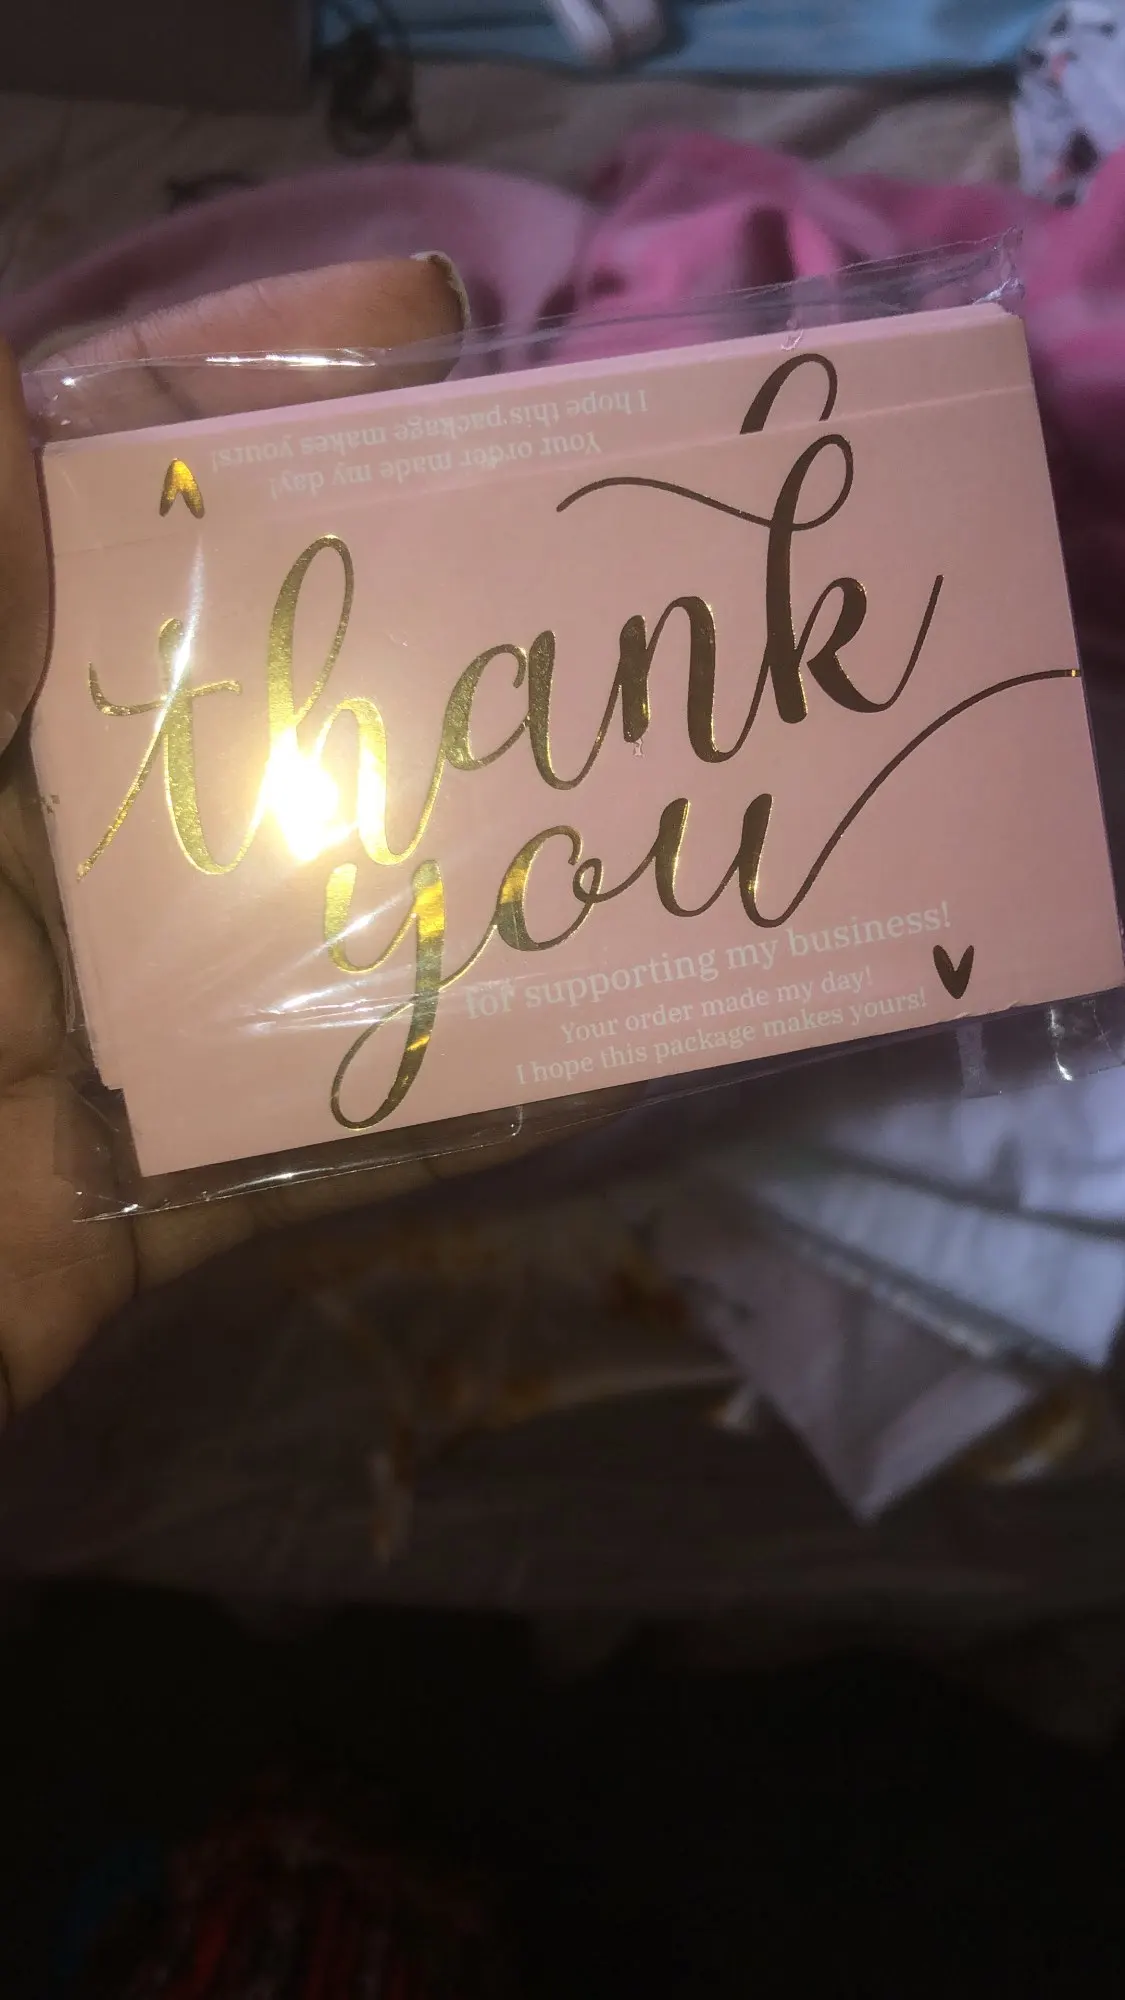 I hope this package makes yours!
Your order made my day!
thank
you
for supporting my business!
Your order made my day!
I hope this package makes yours!